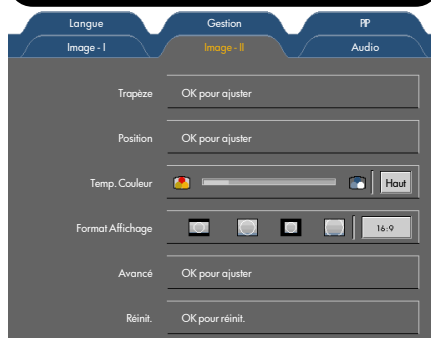 Langue Gestion PIP
Image - I Image - II Audio
Trapèze OK pour ajuster
Position OK pour ajuster
Temp. Couleur Haut
Format Affichage 16:9
Avancé OK pour ajuster
Réinit. OK pour réinit.